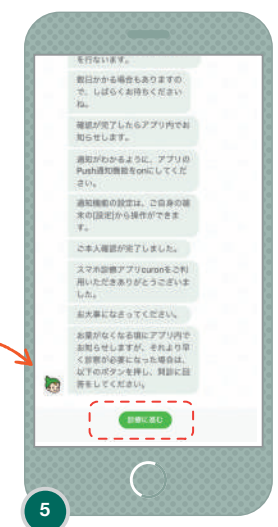 を行ないます。
数日かかる場合もありますの
で、しばらくお待ちください
ね。
確認が完了したらアプリ内でお
知らせします。
通知がわかるように、アプリの
Push通知機能をonにしてくだ
さい。
通知機能の設定は、ご自身の端
末の[設定]から操作ができま
す。
ご本人確認が完了しました。
スマホ診療アプリcuronをご利
用いただきありがとうございま
した。
お大事になさってください。
お薬がなくなる頃にアプリ内で
お知らせしますが、それより早
く診察が必要になった場合は、
以下のボタンを押し、問診に回
答をしてください。
診療に進む
5